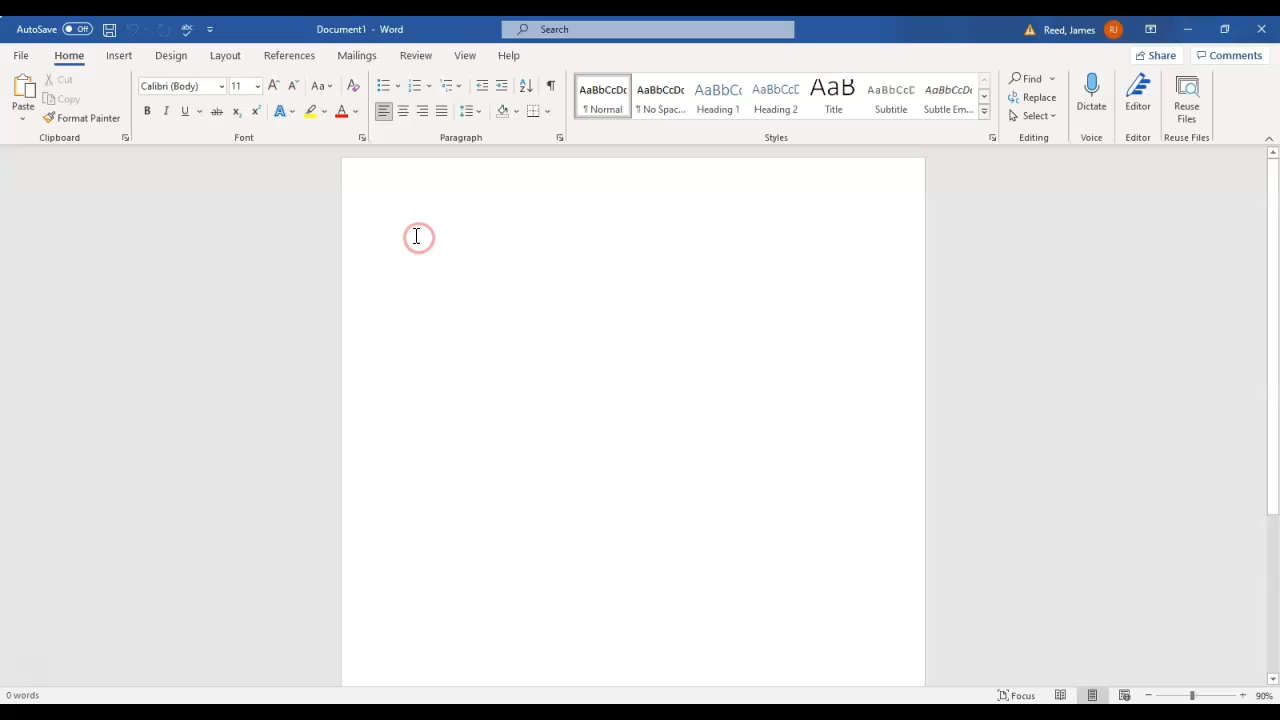 AutoSave Off Document1 - Word Search Reed, James RJ
File Home Insert Design Layout References Mailings Review View Help Share Comments
Paste Cut Copy Format Painter Clipboard
Calibri (Body) 11 Aa Font
Paragraph
AaBbCcDc AaBbCcDc AaBbCc AaBbCcD AaB AaBbCcD AaBbCcDc
¶ Normal ¶ No Spac... Heading 1 Heading 2 Title Subtitle Subtle Em...
Styles
Find Replace Select Editing
Dictate Voice
Editor Editor
Reuse Files Reuse Files
0 words Focus 90%